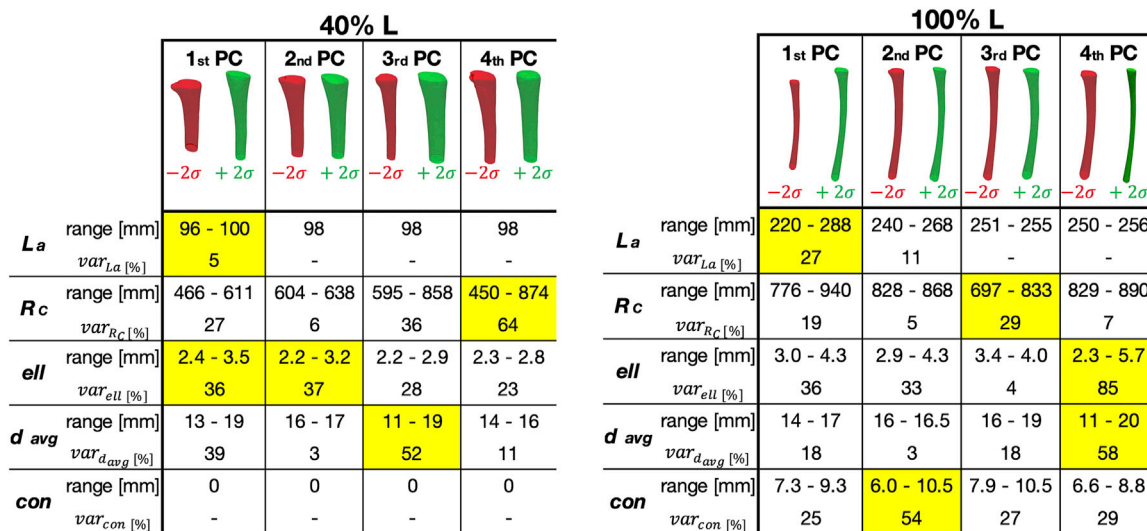 40% L
1st PC 2nd PC 3rd PC 4th PC
−2σ + 2σ −2σ + 2σ −2σ + 2σ −2σ + 2σ
La range [mm] 96 - 100 98 98 98
var_La [%] 5 - - -
Rc range [mm] 466 - 611 604 - 638 595 - 858 450 - 874
var_RC [%] 27 6 36 64
ell range [mm] 2.4 - 3.5 2.2 - 3.2 2.2 - 2.9 2.3 - 2.8
var_ell [%] 36 37 28 23
d avg range [mm] 13 - 19 16 - 17 11 - 19 14 - 16
var_davg [%] 39 3 52 11
con range [mm] 0 0 0 0
var_con [%] - - - -
100% L
1st PC 2nd PC 3rd PC 4th PC
−2σ + 2σ −2σ + 2σ −2σ + 2σ −2σ + 2σ
La range [mm] 220 - 288 240 - 268 251 - 255 250 - 256
var_La [%] 27 11 - -
Rc range [mm] 776 - 940 828 - 868 697 - 833 829 - 890
var_RC [%] 19 5 29 7
ell range [mm] 3.0 - 4.3 2.9 - 4.3 3.4 - 4.0 2.3 - 5.7
var_ell [%] 36 33 4 85
d avg range [mm] 14 - 17 16 - 16.5 16 - 19 11 - 20
var_davg [%] 18 3 18 58
con range [mm] 7.3 - 9.3 6.0 - 10.5 7.9 - 10.5 6.6 - 8.8
var_con [%] 25 54 27 29